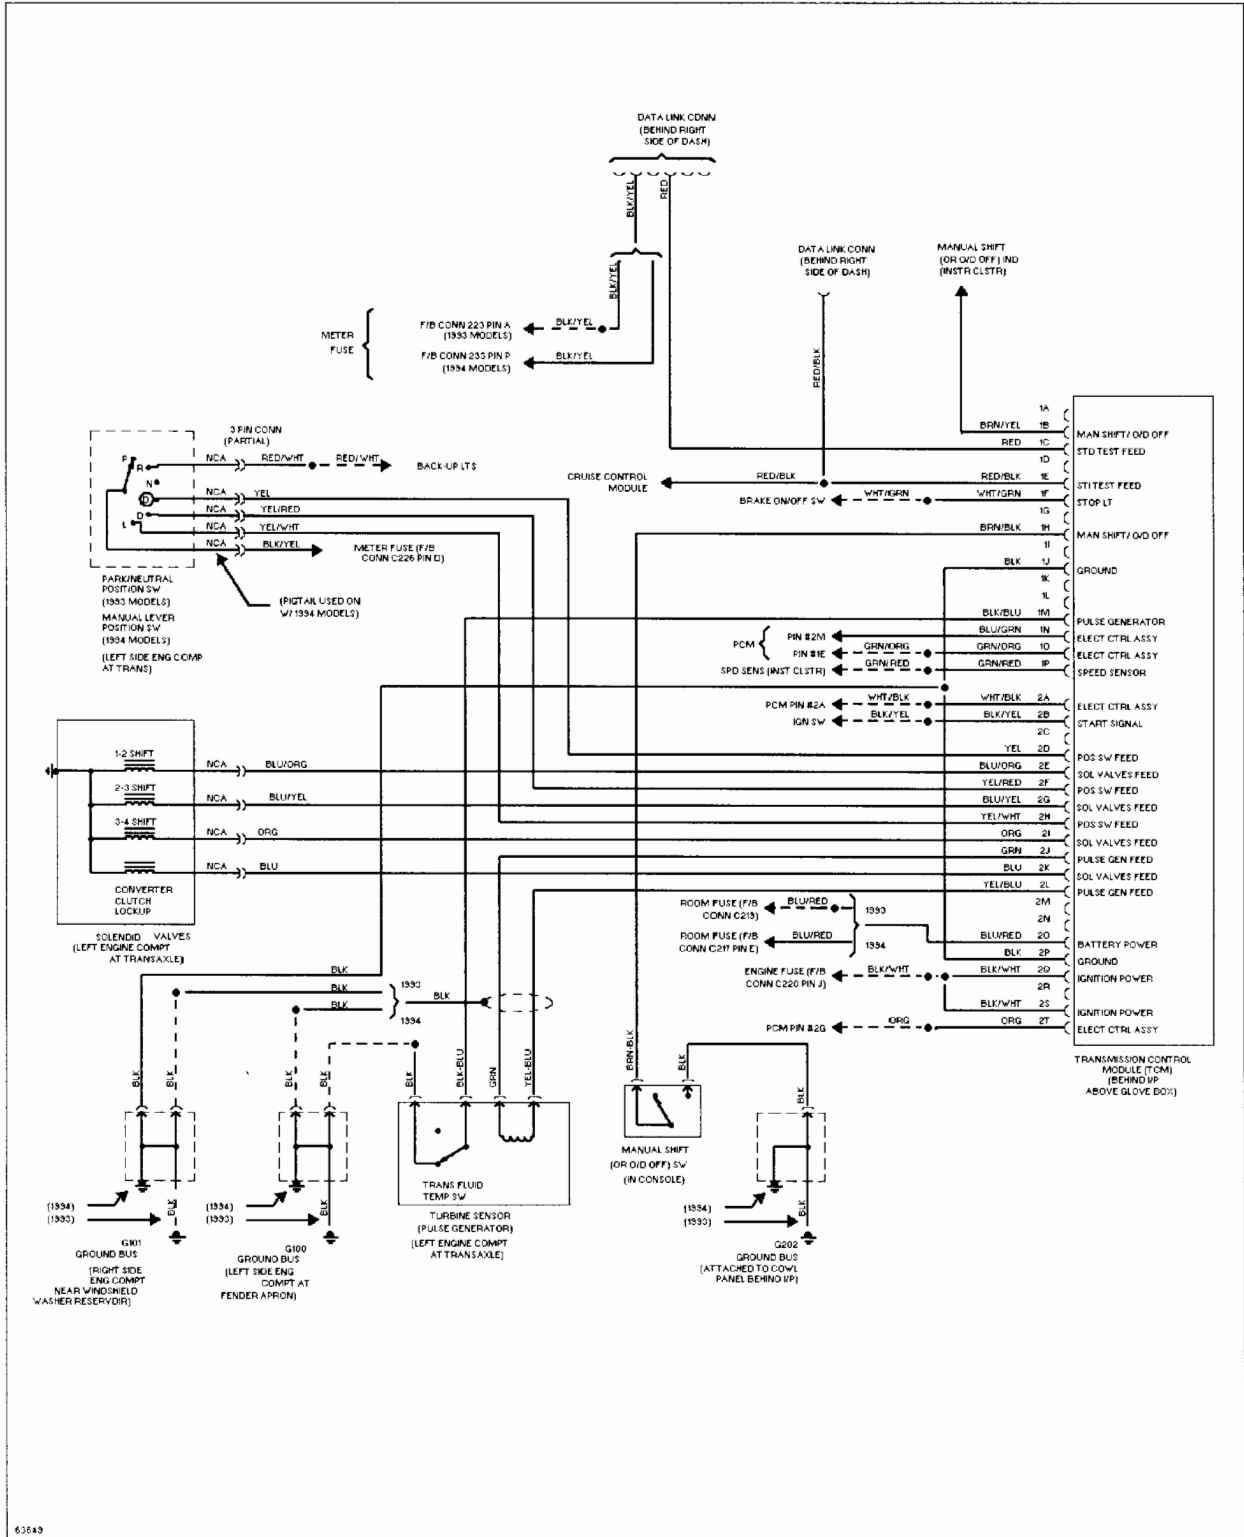 DATA LINK CONN
(BEHIND RIGHT
SIDE OF DASH)
BLK/YEL
RED
BLK/YEL
DATA LINK CONN
(BEHIND RIGHT
SIDE OF DASH)
MANUAL SHIFT
(OR O/D OFF) IND
(INSTR CLSTR)
METER
FUSE
F/B CONN 223 PIN A
(1993 MODELS)
BLK/YEL
F/B CONN 233 PIN P
(1994 MODELS)
BLK/YEL
RED/BLK
3 PIN CONN
(PARTIAL)
P
R
N
D
D
L
NCA
RED/WHT
RED/WHT
BACK-UP LTS
NCA
YEL
NCA
YEL/RED
NCA
YEL/WHT
NCA
BLK/YEL
METER FUSE (F/B
CONN C226 PIN D)
PARK/NEUTRAL
POSITION SW
(1993 MODELS)
MANUAL LEVER
POSITION SW
(1994 MODELS)
(LEFT SIDE ENG COMP
AT TRANS)
(PIGTAIL USED ON
W/ 1994 MODELS)
CRUISE CONTROL
MODULE
RED/BLK
BRAKE ON/OFF SW
WHT/GRN
PCM
PIN #2M
PIN #1E
GRN/ORG
SPD SENS (INST CLSTR)
GRN/RED
PCM PIN #2A
WHT/BLK
IGN SW
BLK/YEL
1A
BRN/YEL 1B MAN SHIFT/ O/D OFF
RED 1C STD TEST FEED
1D
RED/BLK 1E STI TEST FEED
WHT/GRN 1F STOP LT
1G
BRN/BLK 1H MAN SHIFT/ O/D OFF
1I
BLK 1J GROUND
1K
1L
BLK/BLU 1M PULSE GENERATOR
BLU/GRN 1N ELECT CTRL ASSY
GRN/ORG 1O ELECT CTRL ASSY
GRN/RED 1P SPEED SENSOR
WHT/BLK 2A ELECT CTRL ASSY
BLK/YEL 2B START SIGNAL
2C
YEL 2D POS SW FEED
BLU/ORG 2E SOL VALVES FEED
YEL/RED 2F POS SW FEED
BLU/YEL 2G SOL VALVES FEED
YEL/WHT 2H POS SW FEED
ORG 2I SOL VALVES FEED
GRN 2J PULSE GEN FEED
BLU 2K SOL VALVES FEED
YEL/BLU 2L PULSE GEN FEED
2M
2N
BLU/RED 2O BATTERY POWER
BLK 2P GROUND
BLK/WHT 2Q IGNITION POWER
2R
BLK/WHT 2S IGNITION POWER
ORG 2T ELECT CTRL ASSY
TRANSMISSION CONTROL
MODULE (TCM)
(BEHIND I/P
ABOVE GLOVE BOX)
1-2 SHIFT
NCA
BLU/ORG
2-3 SHIFT
NCA
BLU/YEL
3-4 SHIFT
NCA
ORG
NCA
BLU
CONVERTER
CLUTCH
LOCKUP
SOLENOID VALVES
(LEFT ENGINE COMPT
AT TRANSAXLE)
ROOM FUSE (F/B
CONN C213)
BLU/RED
1993
ROOM FUSE (F/B
CONN C217 PIN E)
BLU/RED
1994
ENGINE FUSE (F/B
CONN C220 PIN J)
BLK/WHT
PCM PIN #2G
ORG
BLK
BLK
1993
BLK
1994
BLK
BLK
BLK
BLK
BLK
BLK
BLK-BLU
GRN
YEL-BLU
BRN-BLK
BLK
BLK
TRANS FLUID
TEMP SW
TURBINE SENSOR
(PULSE GENERATOR)
(LEFT ENGINE COMPT
AT TRANSAXLE)
MANUAL SHIFT
(OR O/D OFF) SW
(IN CONSOLE)
(1994)
(1993)
BLK
G101
GROUND BUS
(RIGHT SIDE
ENG COMPT
NEAR WINDSHIELD
WASHER RESERVOIR)
(1994)
(1993)
BLK
G100
GROUND BUS
(LEFT SIDE ENG
COMPT AT
FENDER APRON)
(1994)
(1993)
BLK
G202
GROUND BUS
(ATTACHED TO COWL
PANEL BEHIND I/P)
63649